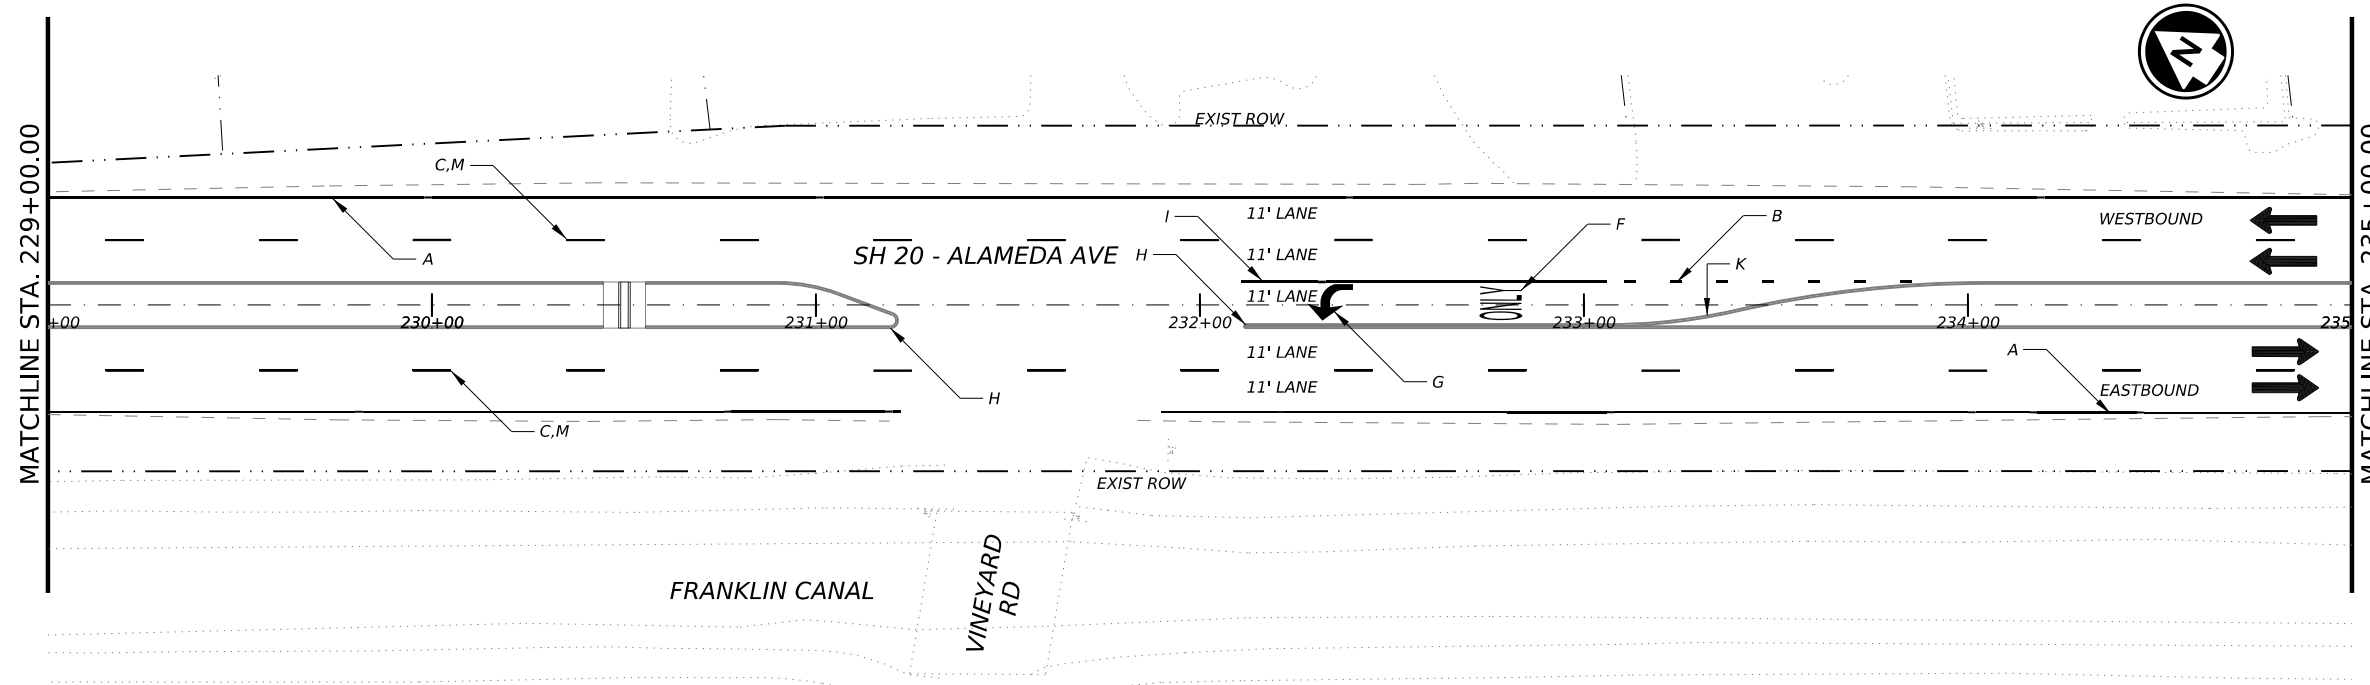 N
EXIST ROW
MATCHLINE STA. 229+00.00
C,M
A
I
11' LANE
F
B
WESTBOUND
SH 20 - ALAMEDA AVE
H
11' LANE
K
11' LANE
ONLY
+00
230+00
231+00
232+00
233+00
234+00
235
11' LANE
A
G
11' LANE
EASTBOUND
H
C,M
EXIST ROW
FRANKLIN CANAL
VINEYARD
RD